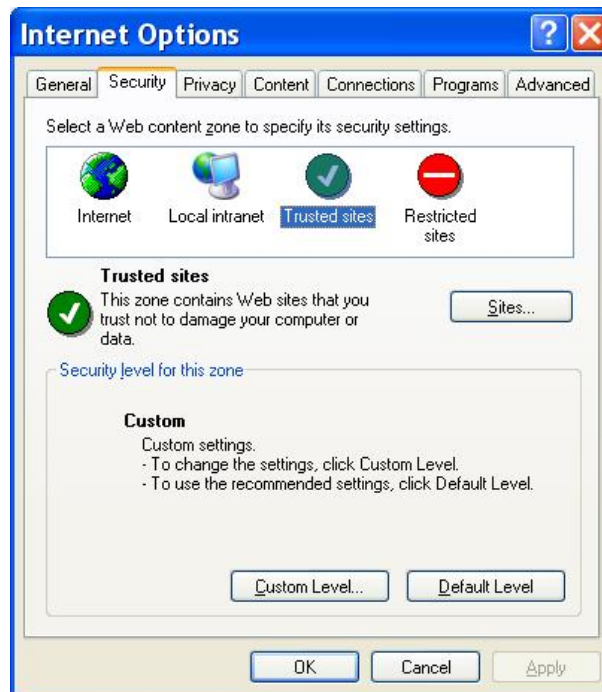 Internet Options
?
General Security Privacy Content Connections Programs Advanced
Select a Web content zone to specify its security settings.
Internet Local intranet Trusted sites Restricted
sites
Trusted sites
This zone contains Web sites that you
trust not to damage your computer or
data.
Sites...
Security level for this zone
Custom
Custom settings.
- To change the settings, click Custom Level.
- To use the recommended settings, click Default Level.
Custom Level... Default Level
OK Cancel Apply